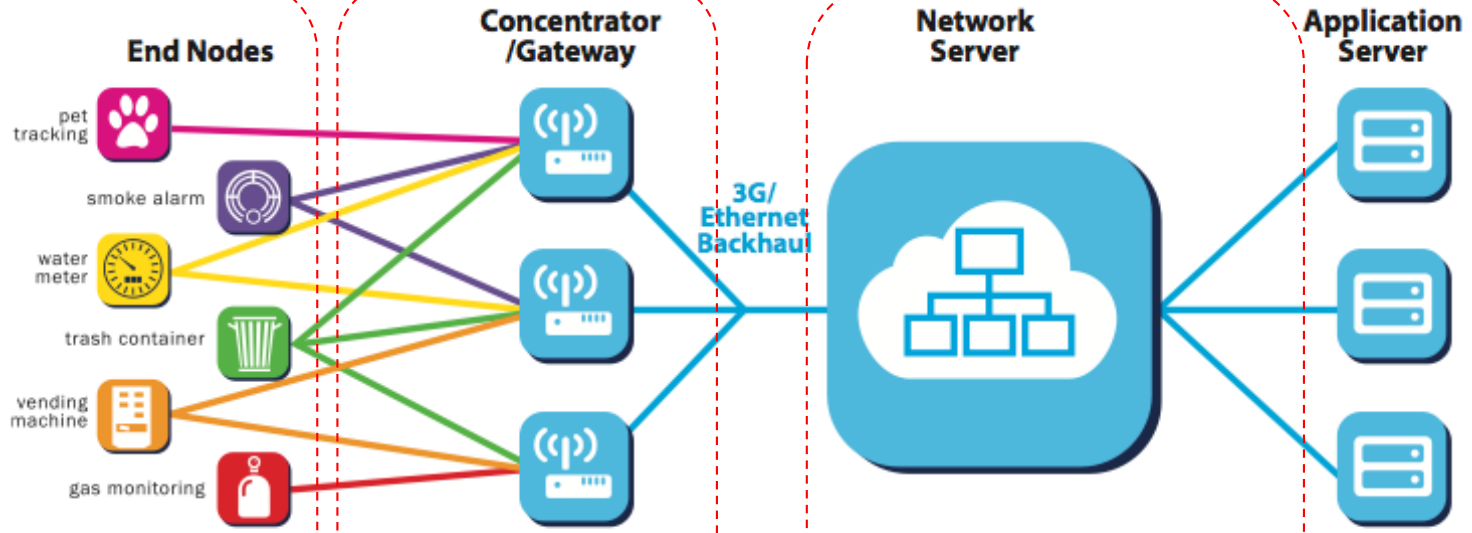 End Nodes
Concentrator
/Gateway
Network
Server
Application
Server
pet
tracking
smoke alarm
water
meter
trash container
vending
machine
gas monitoring
3G/
Ethernet
Backhaul